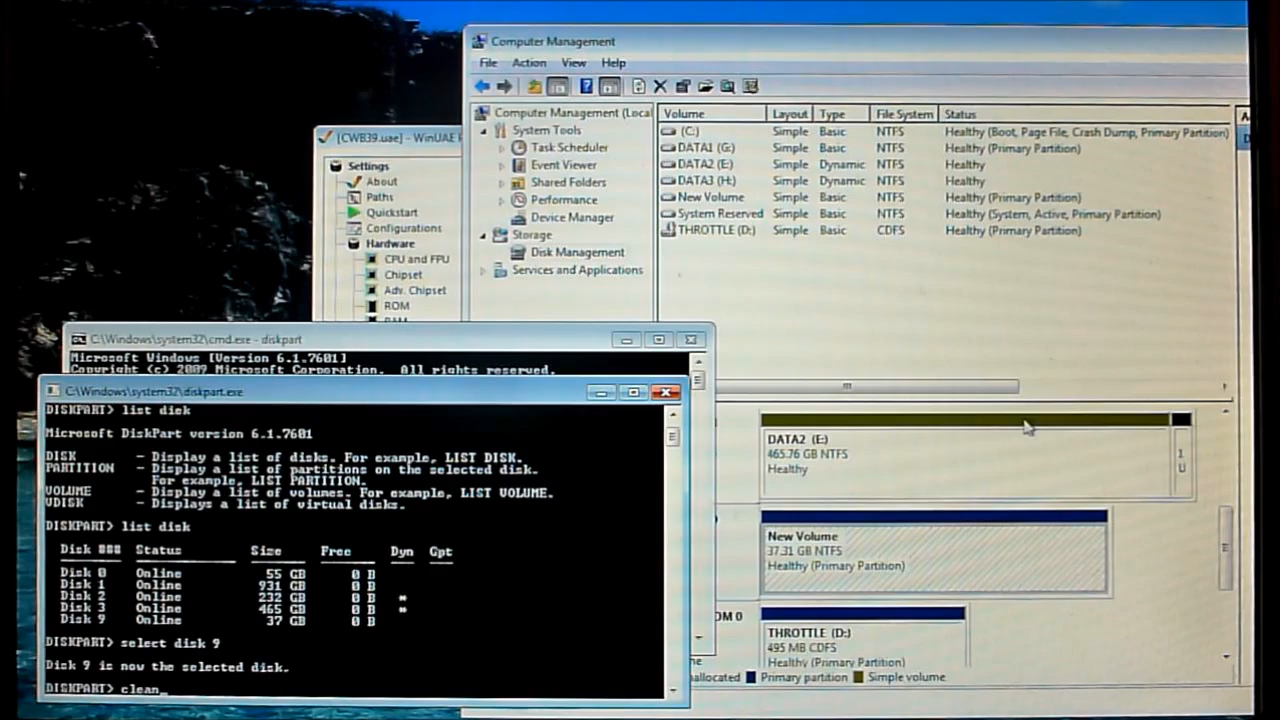 Computer Management
File Action View Help
Computer Management (Local
System Tools
Task Scheduler
Event Viewer
Shared Folders
Performance
Device Manager
Storage
Disk Management
Services and Applications
Volume Layout Type File System Status
(C:) Simple Basic NTFS Healthy (Boot, Page File, Crash Dump, Primary Partition)
DATA1 (G:) Simple Basic NTFS Healthy (Primary Partition)
DATA2 (E:) Simple Dynamic NTFS Healthy
DATA3 (H:) Simple Dynamic NTFS Healthy
New Volume Simple Basic NTFS Healthy (Primary Partition)
System Reserved Simple Basic NTFS Healthy (System, Active, Primary Partition)
THROTTLE (D:) Simple Basic CDFS Healthy (Primary Partition)
[CWB39.uae] - WinUAE
Settings
About
Paths
Quickstart
Configurations
Hardware
CPU and FPU
Chipset
Adv. Chipset
ROM
RAM
C:\Windows\system32\cmd.exe - diskpart
Microsoft Windows [Version 6.1.7601]
Copyright (c) 2009 Microsoft Corporation. All rights reserved.
C:\Windows\system32\diskpart.exe
DISKPART> list diek
Microsoft DiskPart version 6.1.7601
DISK - Display a list of disks. For example, LIST DISK.
PARTITION - Display a list of partitions on the selected disk.
For example, LIST PARTITION.
VOLUME - Display a list of volumes. For example, LIST VOLUME.
VDISK - Displays a list of virtual disks.
DISKPART> list disk
Disk ### Status Size Free Dyn Gpt
Disk 0 Online 55 GB 0 B
Disk 1 Online 931 GB 0 B
Disk 2 Online 232 GB 0 B *
Disk 3 Online 465 GB 0 B *
Disk 9 Online 37 GB 0 B
DISKPART> select disk 9
Disk 9 is now the selected disk.
DISKPART> clean_
DATA2 (E:)
465.76 GB NTFS
Healthy
1
U
New Volume
37.31 GB NTFS
Healthy (Primary Partition)
OM 0
THROTTLE (D:)
495 MB CDFS
Healthy (Primary Partition)
allocated Primary partition Simple volume